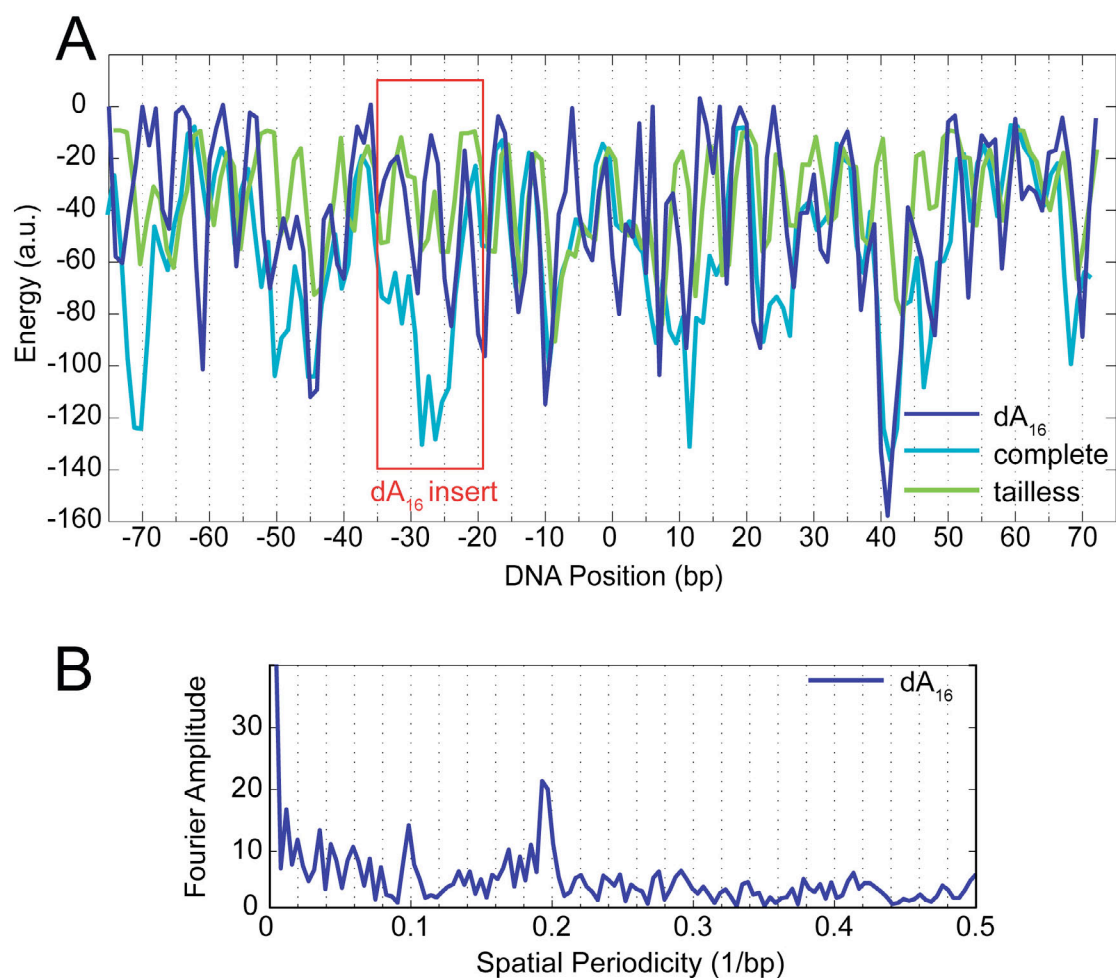 A
0
-20
-40
-60
-80
-100
-120
-140
-160
Energy (a.u.)
dA16
complete
tailless
dA16 insert
-70 -60 -50 -40 -30 -20 -10 0 10 20 30 40 50 60 70
DNA Position (bp)
B
30
20
10
0
Fourier Amplitude
dA16
0 0.1 0.2 0.3 0.4 0.5
Spatial Periodicity (1/bp)